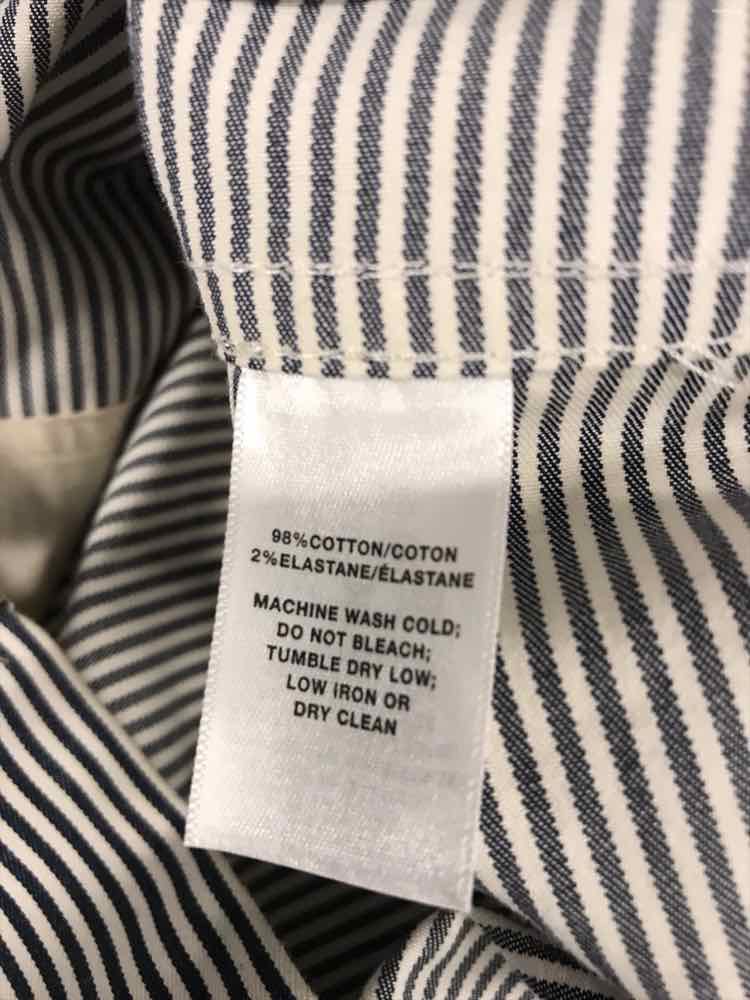 98%COTTON/COTON
2%ELASTANE/ÉLASTANE
MACHINE WASH COLD;
DO NOT BLEACH;
TUMBLE DRY LOW;
LOW IRON OR
DRY CLEAN